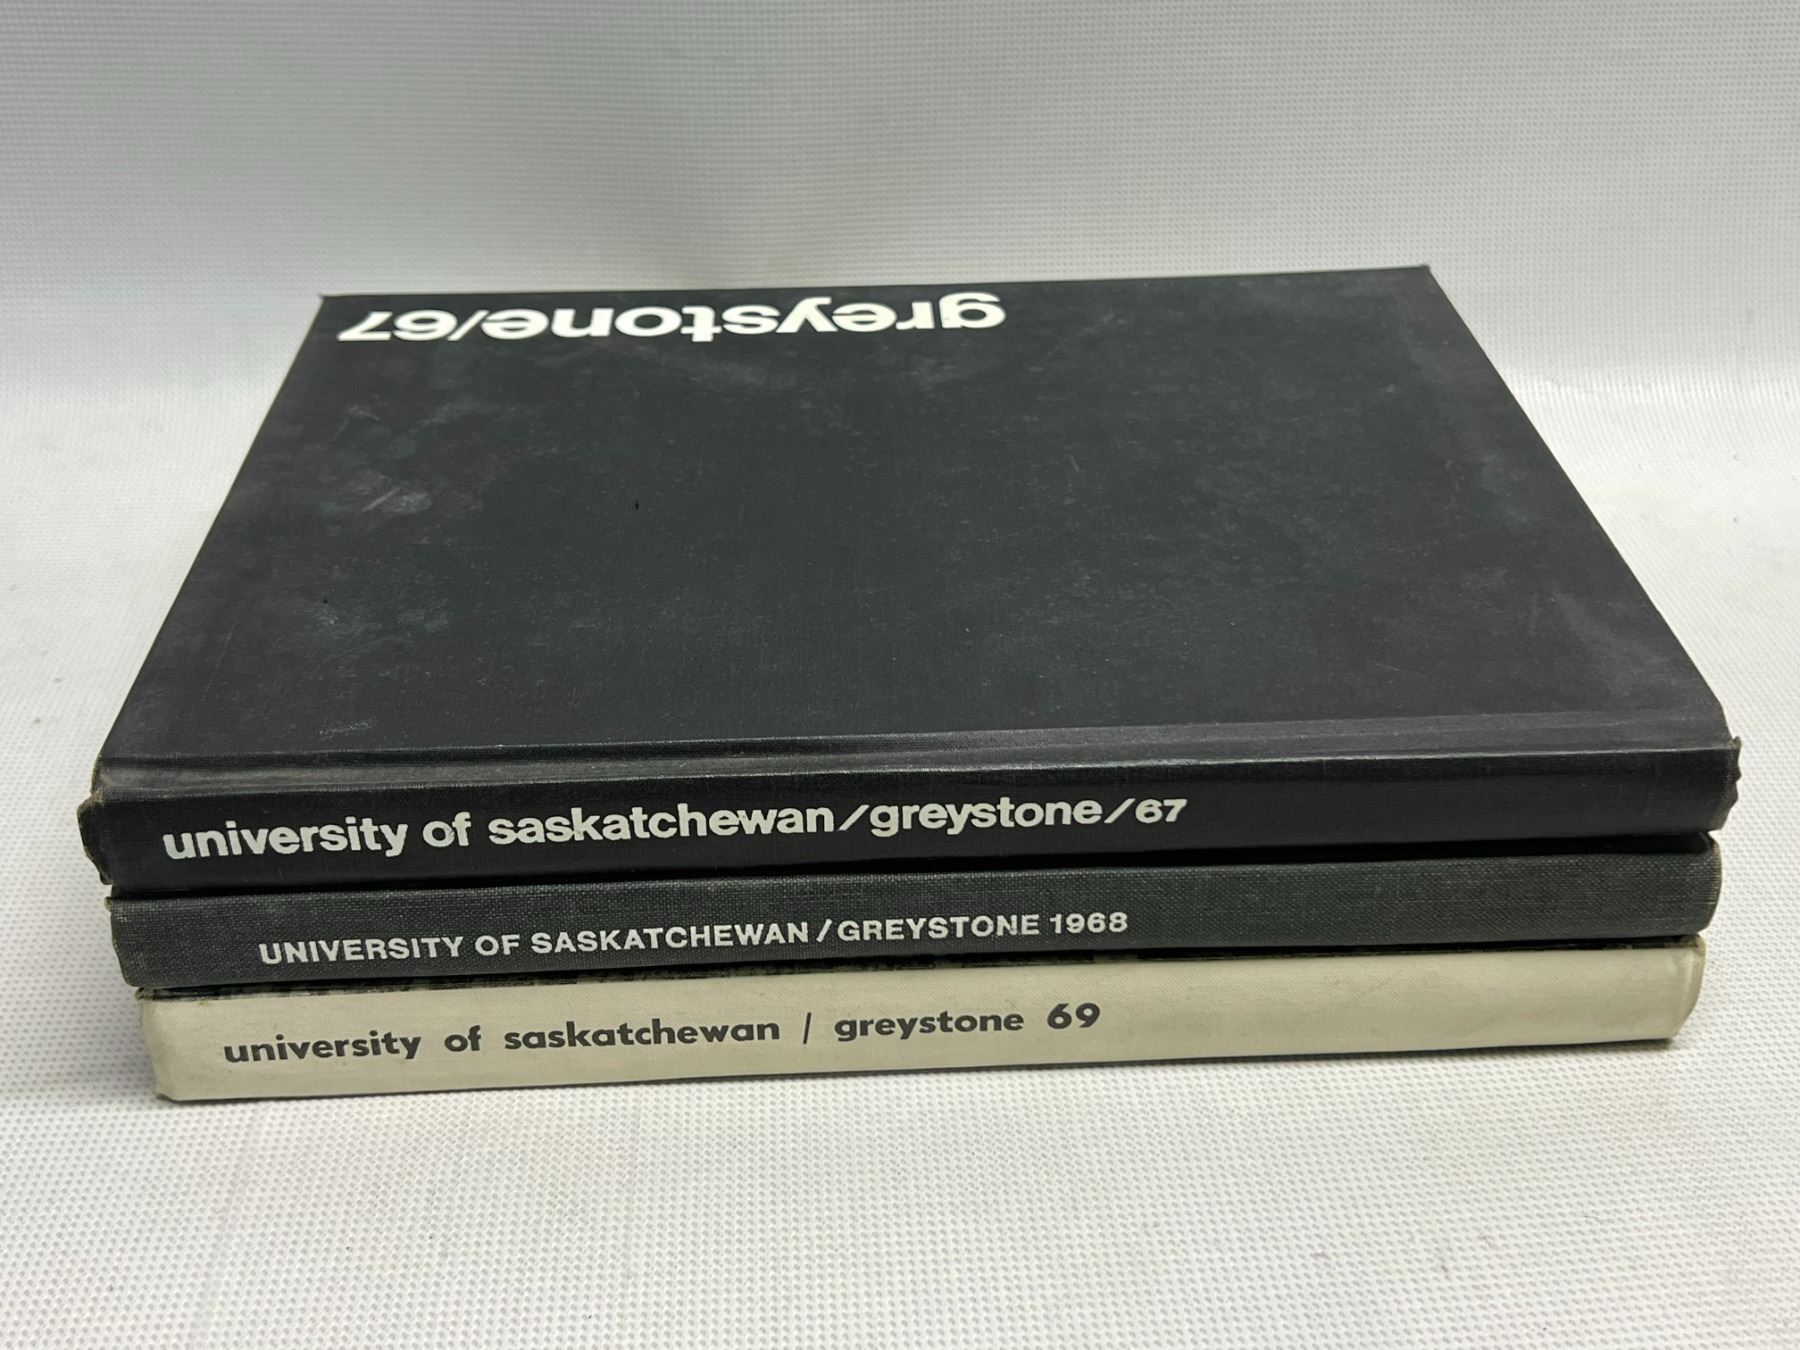 greystone/67
university of saskatchewan/greystone/67
UNIVERSITY OF SASKATCHEWAN/GREYSTONE 1968
university of saskatchewan / greystone 69